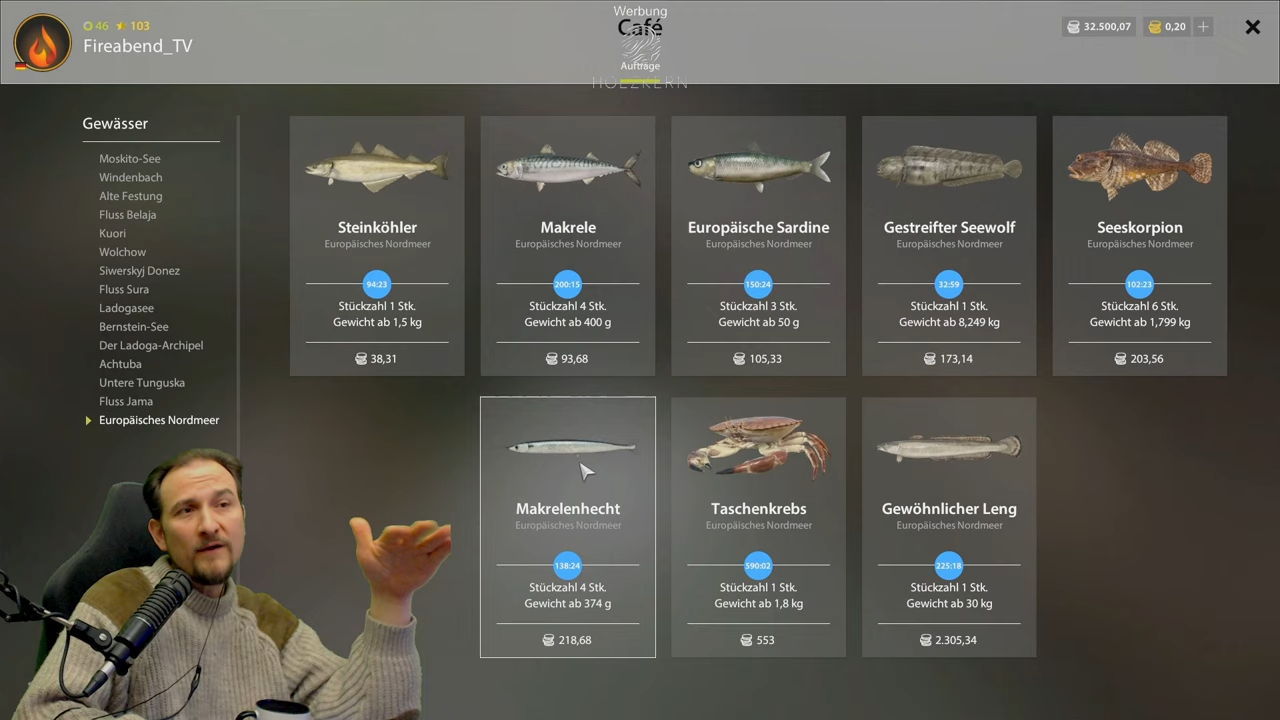 46 103
Fireabend_TV
Werbung
Café
Aufträge
HOLZKERN
32.500,07
0,20
Gewässer
Moskito-See
Windenbach
Alte Festung
Fluss Belaja
Kuori
Wolchow
Siwerskyj Donez
Fluss Sura
Ladogasee
Bernstein-See
Der Ladoga-Archipel
Achtuba
Untere Tunguska
Fluss Jama
Europäisches Nordmeer
Steinköhler
Europäisches Nordmeer
94:23
Stückzahl 1 Stk.
Gewicht ab 1,5 kg
38,31
Makrele
Europäisches Nordmeer
200:15
Stückzahl 4 Stk.
Gewicht ab 400 g
93,68
Europäische Sardine
Europäisches Nordmeer
150:24
Stückzahl 3 Stk.
Gewicht ab 50 g
105,33
Gestreifter Seewolf
Europäisches Nordmeer
32:59
Stückzahl 1 Stk.
Gewicht ab 8,249 kg
173,14
Seeskorpion
Europäisches Nordmeer
102:23
Stückzahl 6 Stk.
Gewicht ab 1,799 kg
203,56
Makrelenhecht
Europäisches Nordmeer
138:24
Stückzahl 4 Stk.
Gewicht ab 374 g
218,68
Taschenkrebs
Europäisches Nordmeer
590:02
Stückzahl 1 Stk.
Gewicht ab 1,8 kg
553
Gewöhnlicher Leng
Europäisches Nordmeer
225:18
Stückzahl 1 Stk.
Gewicht ab 30 kg
2.305,34